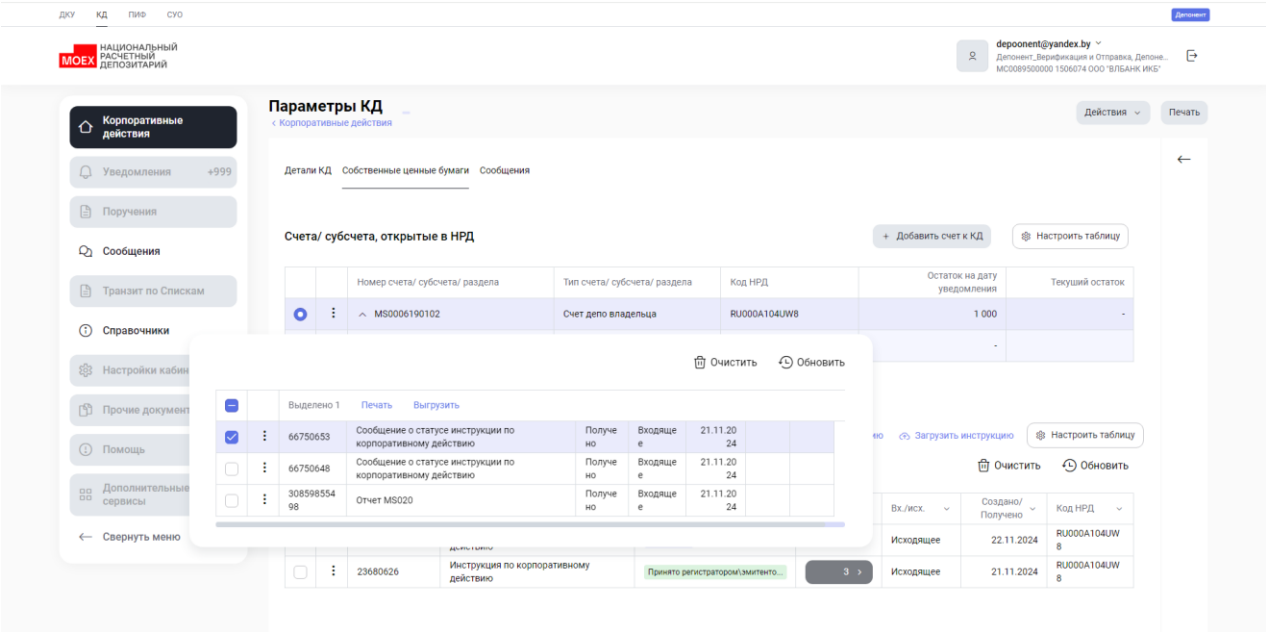 ДКУ КД ПИФ СУО Депонент
НАЦИОНАЛЬНЫЙ
MOEX РАСЧЕТНЫЙ
ДЕПОЗИТАРИЙ
depoonent@yandex.by
Депонент_Верификация и Отправка, Депоне...
MC0089500000 1506074 ООО "ВЛБАНК ИКБ"
Корпоративные
действия
Уведомления +999
Поручения
Сообщения
Транзит по Спискам
Справочники
Настройки кабин
Прочие документ
Помощь
Дополнительные
сервисы
Свернуть меню
Параметры КД
Корпоративные действия
Действия Печать
Детали КД Собственные ценные бумаги Сообщения
Счета/ субсчета, открытые в НРД
+ Добавить счет к КД Настроить таблицу
Номер счета/ субсчета/ раздела Тип счета/ субсчета/ раздела Код НРД Остаток на дату
уведомления Текущий остаток
MS0006190102 Счет депо владельца RU000A104UW8 1 000 -
-
Очистить Обновить
Выделено 1 Печать Выгрузить
66750653 Сообщение о статусе инструкции по
корпоративному действию Получе
но Входяще
е 21.11.20
24
66750648 Сообщение о статусе инструкции по
корпоративному действию Получе
но Входяще
е 21.11.20
24
308598554
98 Отчет MS020 Получе
но Входяще
е 21.11.20
24
Загрузить инструкцию Настроить таблицу
Очистить Обновить
Вх./исх. Создано/
Получено Код НРД
Исходящее 22.11.2024 RU000A104UW
8
23680626 Инструкция по корпоративному
действию Принято регистратором\эмитенто... 3 Исходящее 21.11.2024 RU000A104UW
8